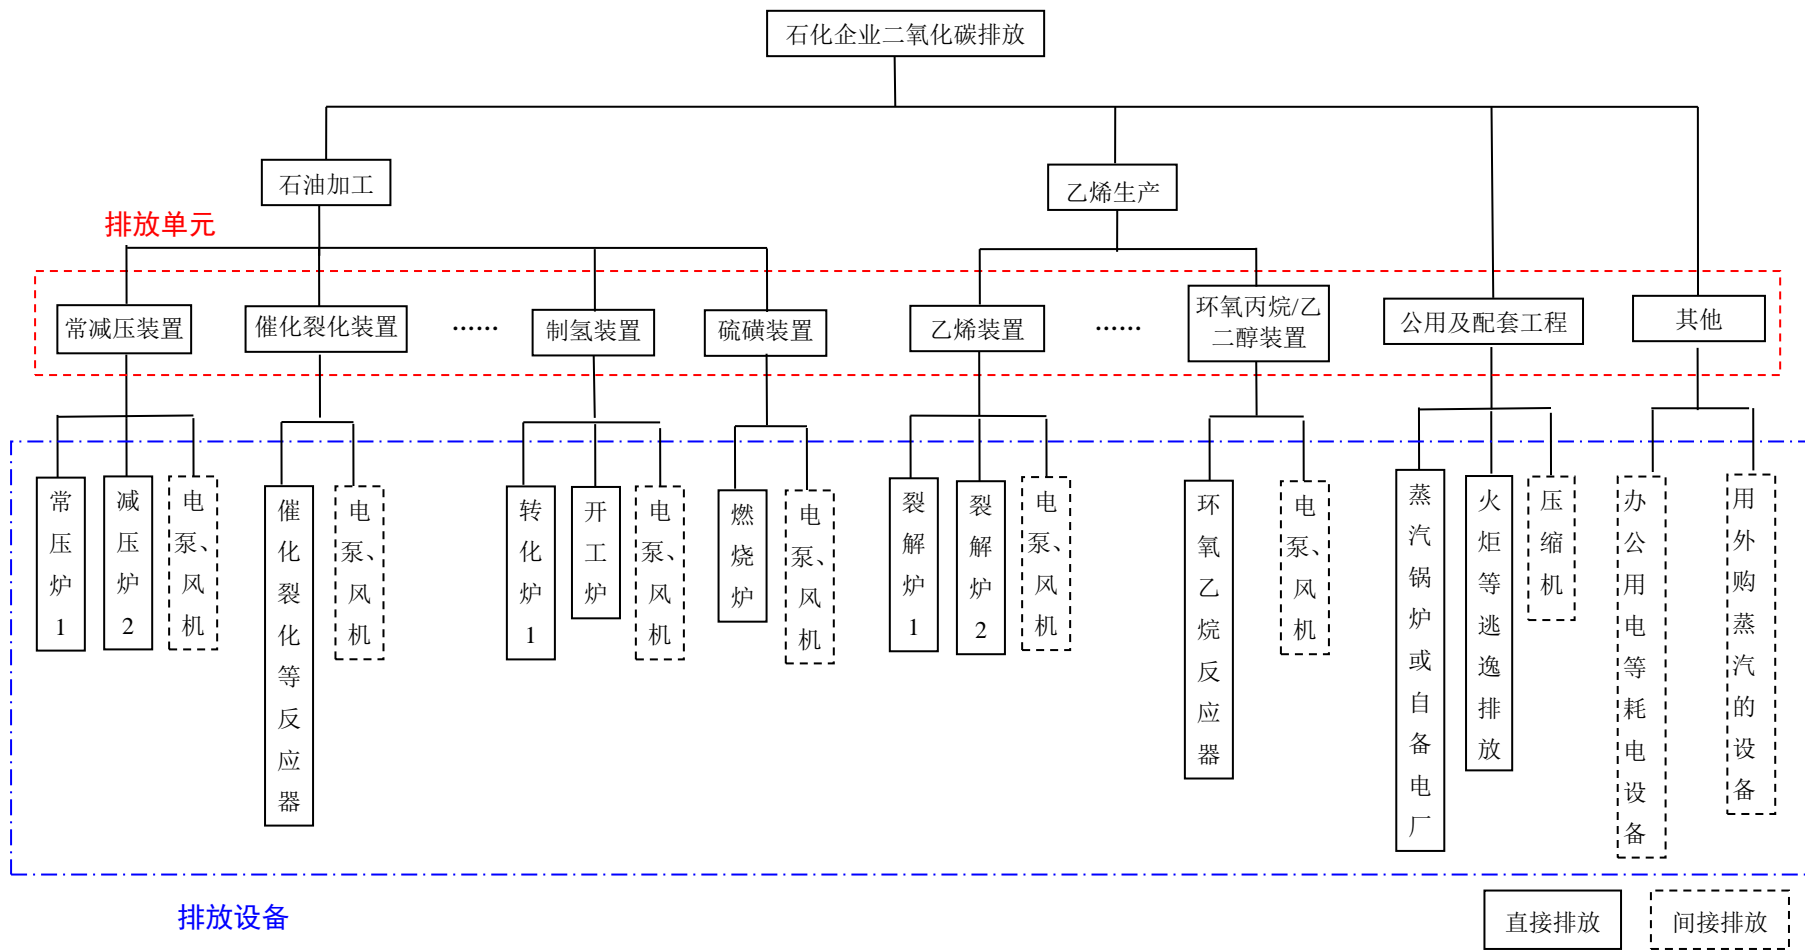 石化企业二氧化碳排放
石油加工
乙烯生产
排放单元
常减压装置
催化裂化装置
......
制氢装置
硫磺装置
乙烯装置
......
环氧丙烷/乙
二醇装置
公用及配套工程
其他
常压炉1
减压炉2
电泵、风机
催化裂化等反应器
电泵、风机
转化炉1
开工炉
电泵、风机
燃烧炉
电泵、风机
裂解炉1
裂解炉2
电泵、风机
环氧乙烷反应器
电泵、风机
蒸汽锅炉或自备电厂
火炬等逃逸排放
压缩机
办公用电等耗电设备
用外购蒸汽的设备
排放设备
直接排放
间接排放